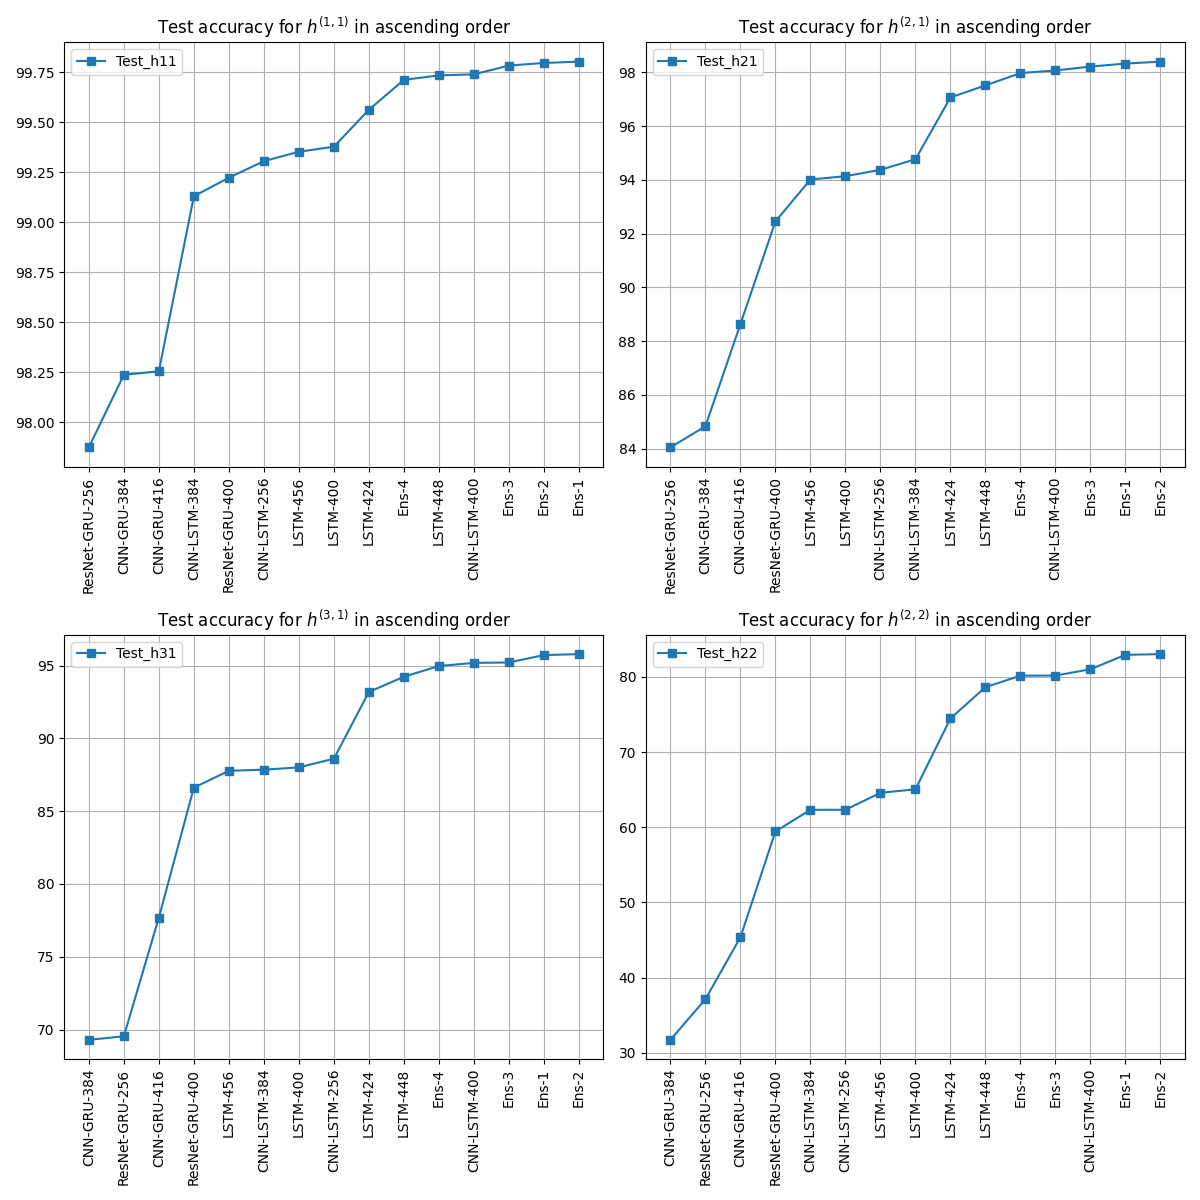 Test accuracy for h^(1,1) in ascending order
Test_h11
99.75
99.50
99.25
99.00
98.75
98.50
98.25
98.00
ResNet-GRU-256
CNN-GRU-384
CNN-GRU-416
CNN-LSTM-384
ResNet-GRU-400
CNN-LSTM-256
LSTM-456
LSTM-400
LSTM-424
Ens-4
LSTM-448
CNN-LSTM-400
Ens-3
Ens-2
Ens-1
Test accuracy for h^(2,1) in ascending order
Test_h21
98
96
94
92
90
88
86
84
ResNet-GRU-256
CNN-GRU-384
CNN-GRU-416
ResNet-GRU-400
LSTM-456
LSTM-400
CNN-LSTM-256
CNN-LSTM-384
LSTM-424
LSTM-448
Ens-4
CNN-LSTM-400
Ens-3
Ens-1
Ens-2
Test accuracy for h^(3,1) in ascending order
Test_h31
95
90
85
80
75
70
CNN-GRU-384
ResNet-GRU-256
CNN-GRU-416
ResNet-GRU-400
LSTM-456
CNN-LSTM-384
LSTM-400
CNN-LSTM-256
LSTM-424
LSTM-448
Ens-4
CNN-LSTM-400
Ens-3
Ens-1
Ens-2
Test accuracy for h^(2,2) in ascending order
Test_h22
80
70
60
50
40
30
CNN-GRU-384
ResNet-GRU-256
CNN-GRU-416
ResNet-GRU-400
CNN-LSTM-384
CNN-LSTM-256
LSTM-456
LSTM-400
LSTM-424
LSTM-448
Ens-4
Ens-3
CNN-LSTM-400
Ens-1
Ens-2